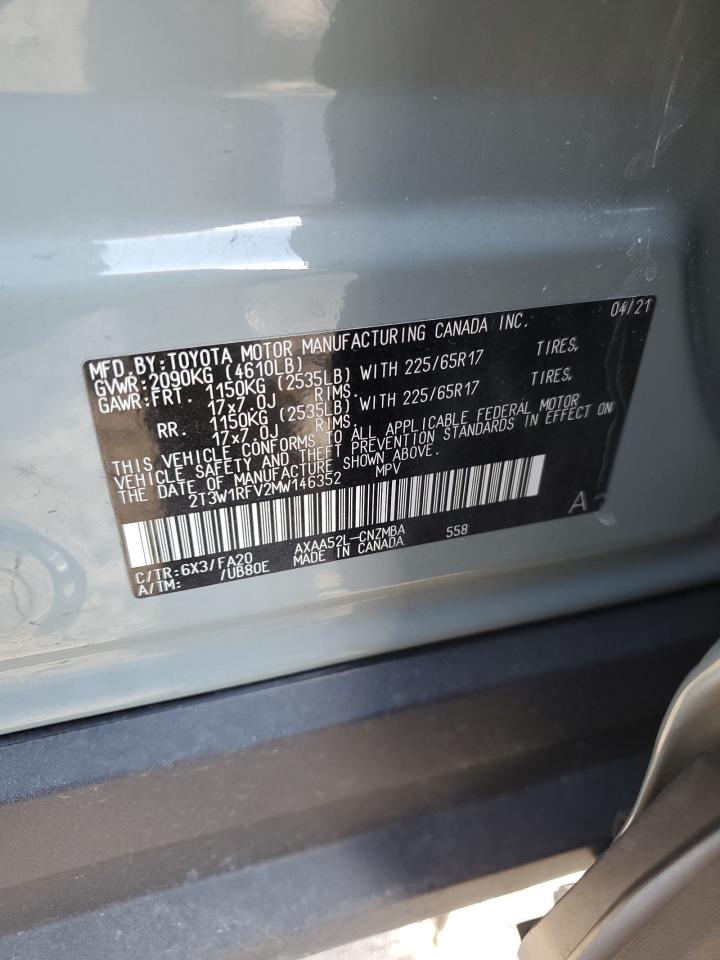 04/21
MFD.BY:TOYOTA MOTOR MANUFACTURING CANADA INC.
GVWR:2090KG (4610LB)
GAWR:FRT. 1150KG (2535LB) WITH 225/65R17 TIRES,
17x7.0J RIMS.
RR. 1150KG (2535LB) WITH 225/65R17 TIRES,
17x7.0J RIMS.
THIS VEHICLE CONFORMS TO ALL APPLICABLE FEDERAL MOTOR
VEHICLE SAFETY AND THEFT PREVENTION STANDARDS IN EFFECT ON
THE DATE OF MANUFACTURE SHOWN ABOVE.
2T3W1RFV2MW146352 MPV
C/TR:6X3/FA20 AXAA52L-CNZMBA 558
A/TM: /UB80E MADE IN CANADA
A